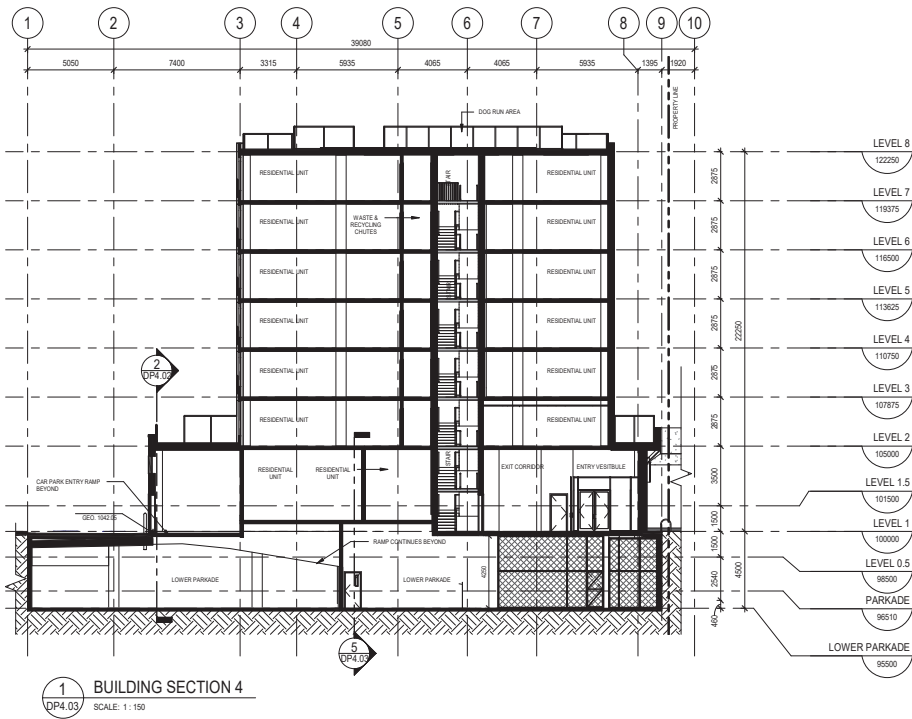 1 2 3 4 5 6 7 8 9 10
39080
5050 7400 3315 5935 4065 4065 5935 1395 1920
PROPERTY LINE
DOG RUN AREA
LEVEL 8
122250
RESIDENTIAL UNIT STAIR RESIDENTIAL UNIT
2875
LEVEL 7
119375
RESIDENTIAL UNIT WASTE & RESIDENTIAL UNIT
RECYCLING
CHUTES
2875
LEVEL 6
116500
RESIDENTIAL UNIT RESIDENTIAL UNIT
2875
LEVEL 5
113625
RESIDENTIAL UNIT RESIDENTIAL UNIT
2875
22250
LEVEL 4
110750
2
DP4.02
RESIDENTIAL UNIT RESIDENTIAL UNIT
2875
LEVEL 3
107875
RESIDENTIAL UNIT RESIDENTIAL UNIT
2875
LEVEL 2
105000
RESIDENTIAL
UNIT
RESIDENTIAL
UNIT
STAIR
EXIT CORRIDOR ENTRY VESITBULE
3500
CAR PARK ENTRY RAMP
BEYOND
LEVEL 1.5
101500
GEO. 1042.05
1500
LEVEL 1
100000
RAMP CONTINUES BEYOND
1500
4500
LEVEL 0.5
98500
LOWER PARKADE LOWER PARKADE
4250
2540
PARKADE
96510
460
LOWER PARKADE
95500
5
DP4.03
1
DP4.03
BUILDING SECTION 4
SCALE: 1 : 150